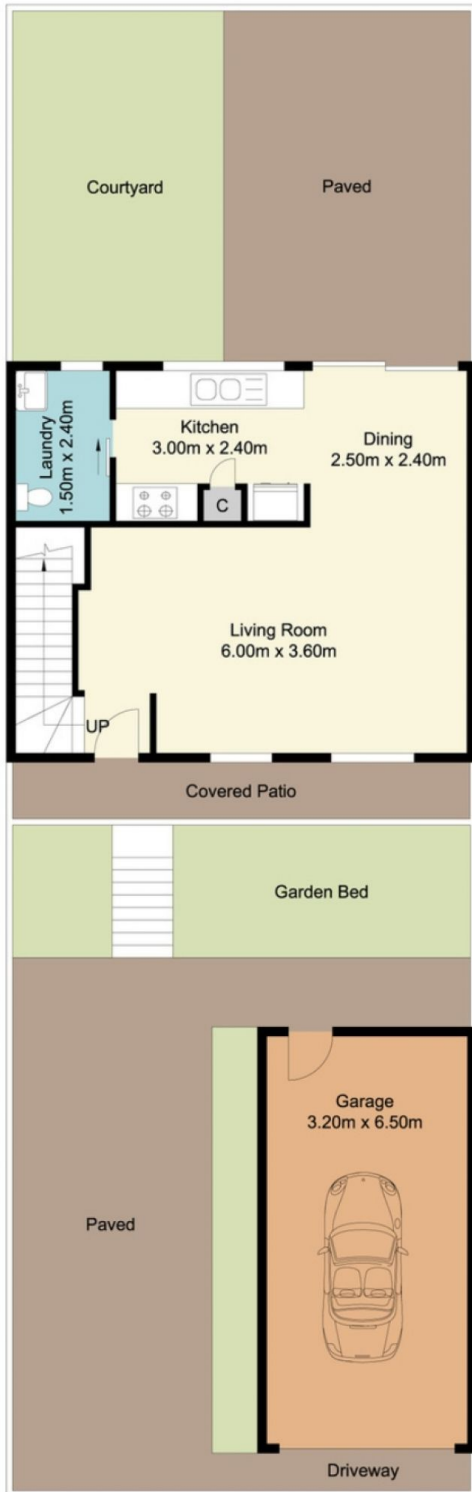 Courtyard
Paved
Laundry
1.50m x 2.40m
Kitchen
3.00m x 2.40m
Dining
2.50m x 2.40m
C
Living Room
6.00m x 3.60m
UP
Covered Patio
Garden Bed
Garage
3.20m x 6.50m
Paved
Driveway